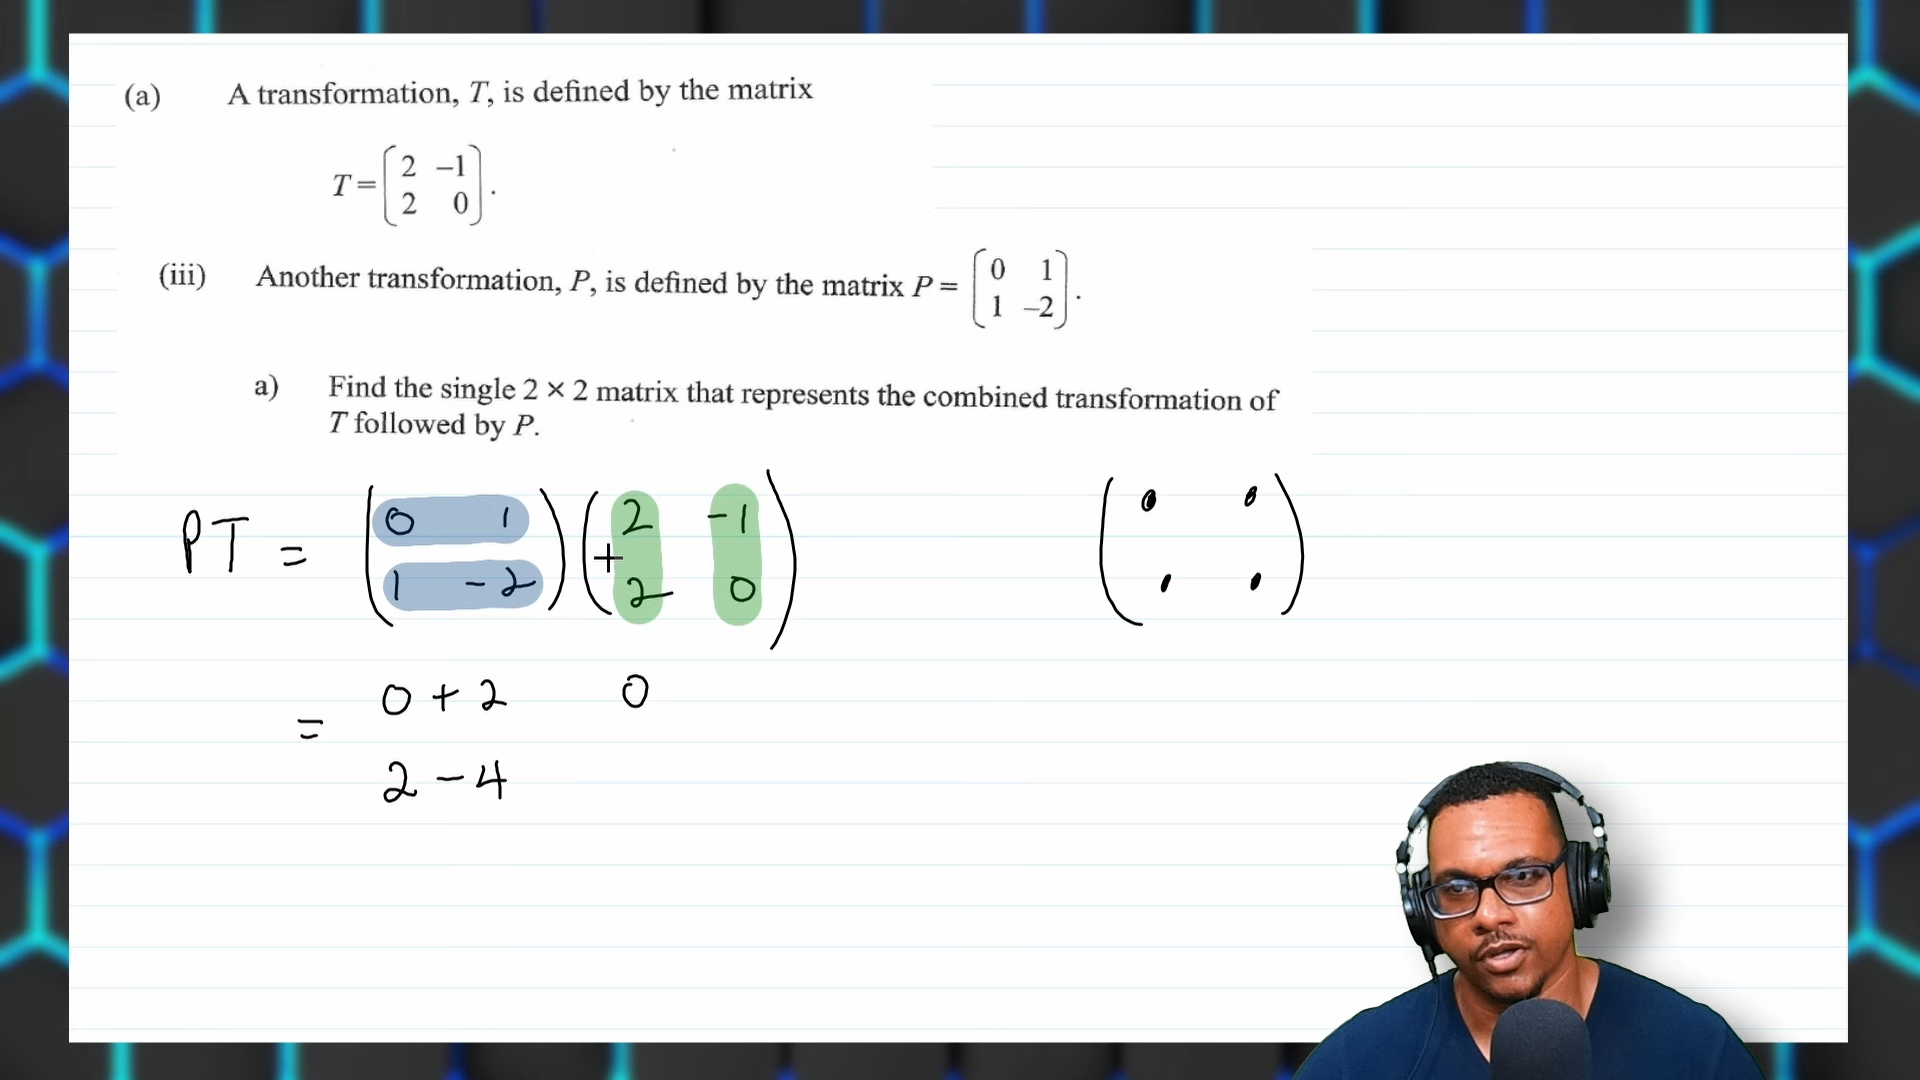 (a) A transformation, T, is defined by the matrix
T = [ 2 –1
2 0 ] .
(iii) Another transformation, P, is defined by the matrix P = [ 0 1
1 –2 ] .
a) Find the single 2 × 2 matrix that represents the combined transformation of
T followed by P.
PT = ( 0 1 ) ( 2 -1 )
( 1 -2 ) + ( 2 0 )
= 0 + 2 0
2 - 4